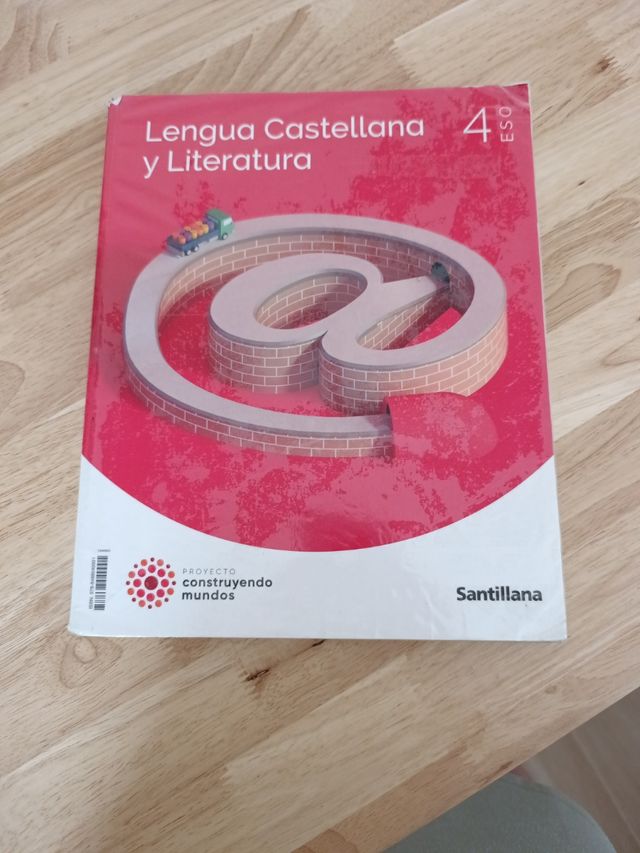 Lengua Castellana
y Literatura
4
ESO
PROYECTO
construyendo
mundos
Santillana